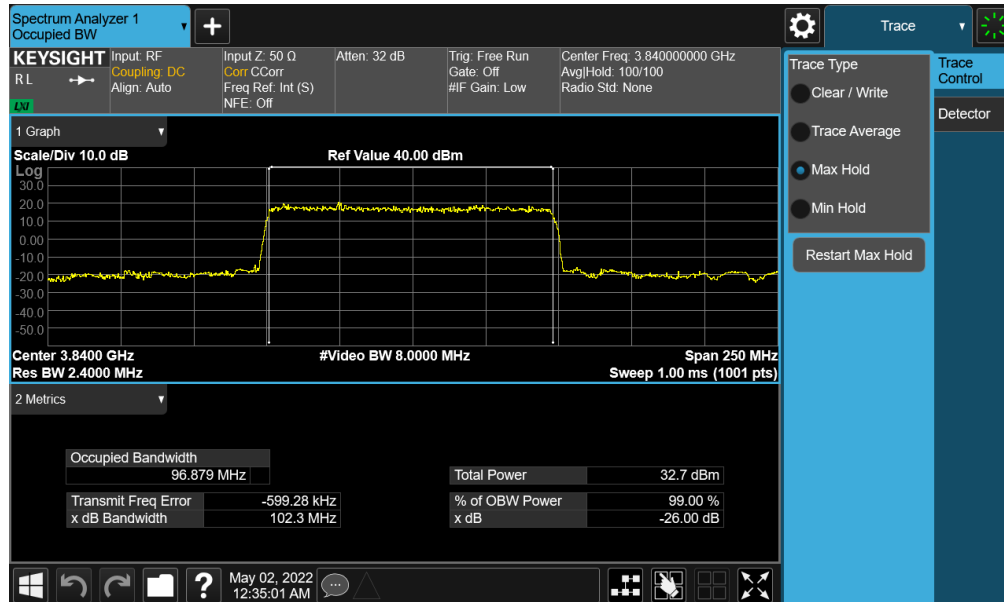 Spectrum Analyzer 1
Occupied BW
+
Trace
KEYSIGHT
RL
LXI
Input: RF
Coupling: DC
Align: Auto
Input Z: 50 Ω
Corr CCorr
Freq Ref: Int (S)
NFE: Off
Atten: 32 dB
Trig: Free Run
Gate: Off
#IF Gain: Low
Center Freq: 3.840000000 GHz
Avg|Hold: 100/100
Radio Std: None
1 Graph
Scale/Div 10.0 dB
Ref Value 40.00 dBm
Log
30.0
20.0
10.0
0.00
-10.0
-20.0
-30.0
-40.0
-50.0
Center 3.8400 GHz
#Video BW 8.0000 MHz
Span 250 MHz
Res BW 2.4000 MHz
Sweep 1.00 ms (1001 pts)
2 Metrics
Occupied Bandwidth
96.879 MHz
Total Power 32.7 dBm
Transmit Freq Error -599.28 kHz
% of OBW Power 99.00 %
x dB Bandwidth 102.3 MHz
x dB -26.00 dB
Trace Type
Clear / Write
Trace Average
Max Hold
Min Hold
Restart Max Hold
Trace
Control
Detector
?
May 02, 2022
12:35:01 AM